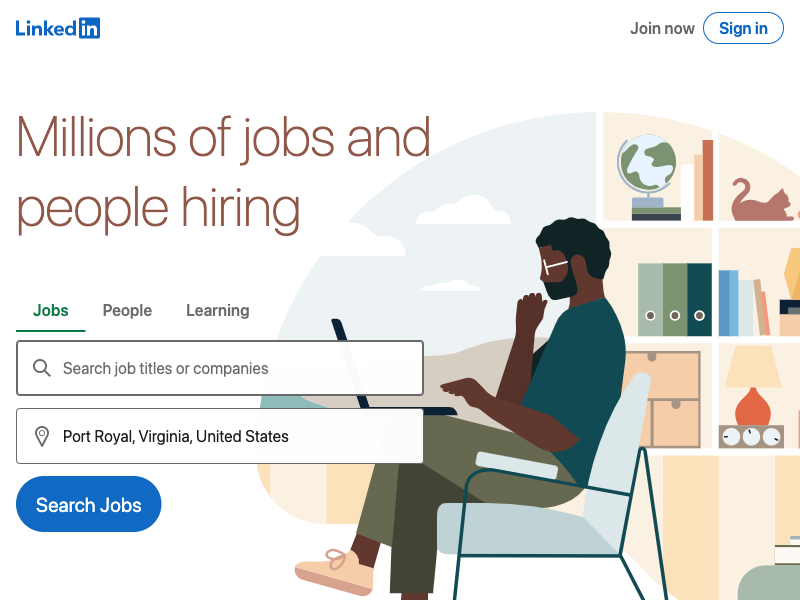 Linkedin
Join now
Sign in
Millions of jobs and
people hiring
Jobs
People
Learning
Search job titles or companies
Port Royal, Virginia, United States
Search Jobs